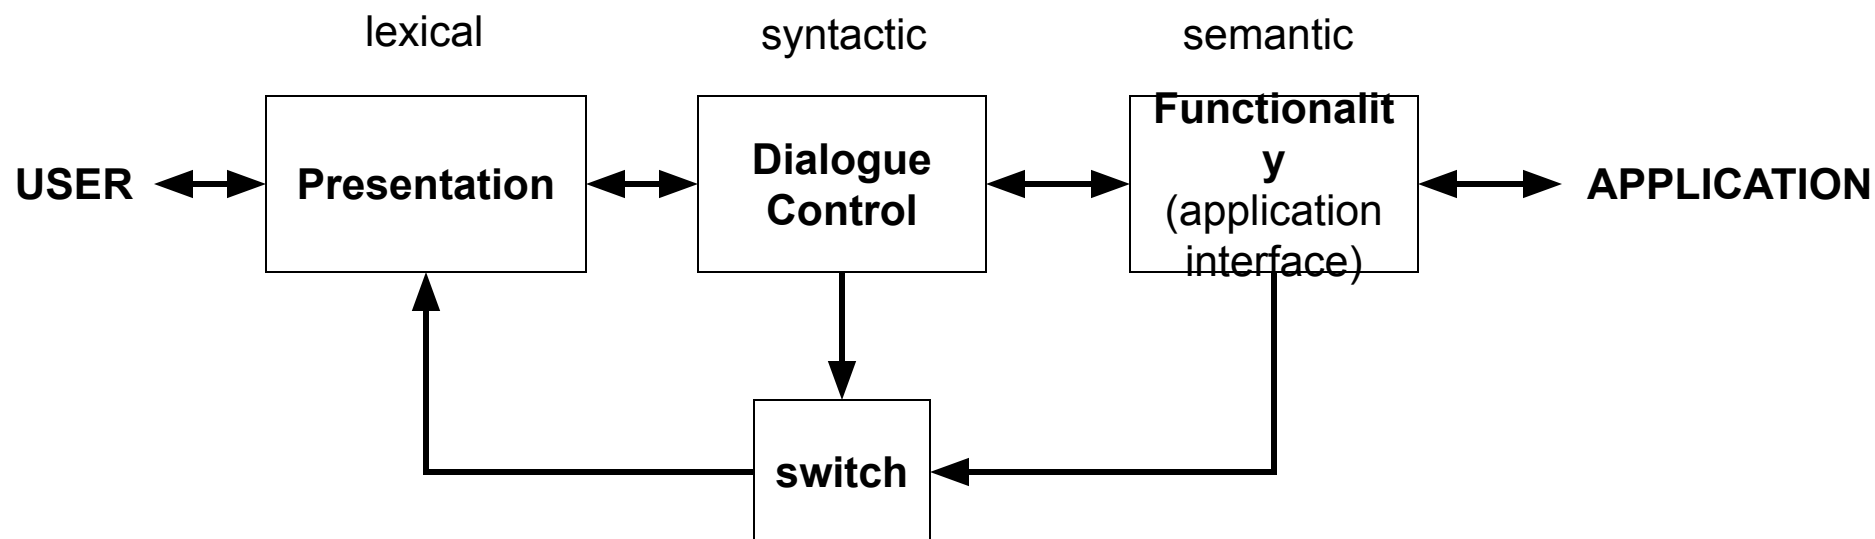 lexical
syntactic
semantic
USER
Presentation
Dialogue
Control
Functionalit
y
(application
interface)
APPLICATION
switch